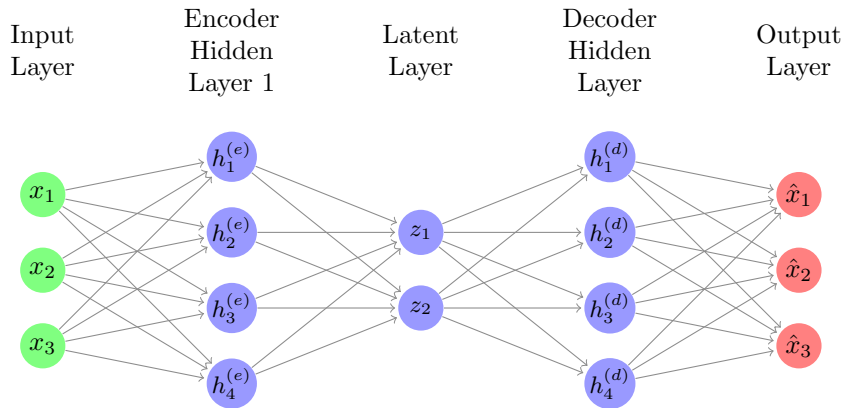 Input
Layer
Encoder
Hidden
Layer 1
Latent
Layer
Decoder
Hidden
Layer
Output
Layer
x₁
x₂
x₃
h₁⁽ᵉ⁾
h₂⁽ᵉ⁾
h₃⁽ᵉ⁾
h₄⁽ᵉ⁾
z₁
z₂
h₁⁽ᵈ⁾
h₂⁽ᵈ⁾
h₃⁽ᵈ⁾
h₄⁽ᵈ⁾
x̂₁
x̂₂
x̂₃